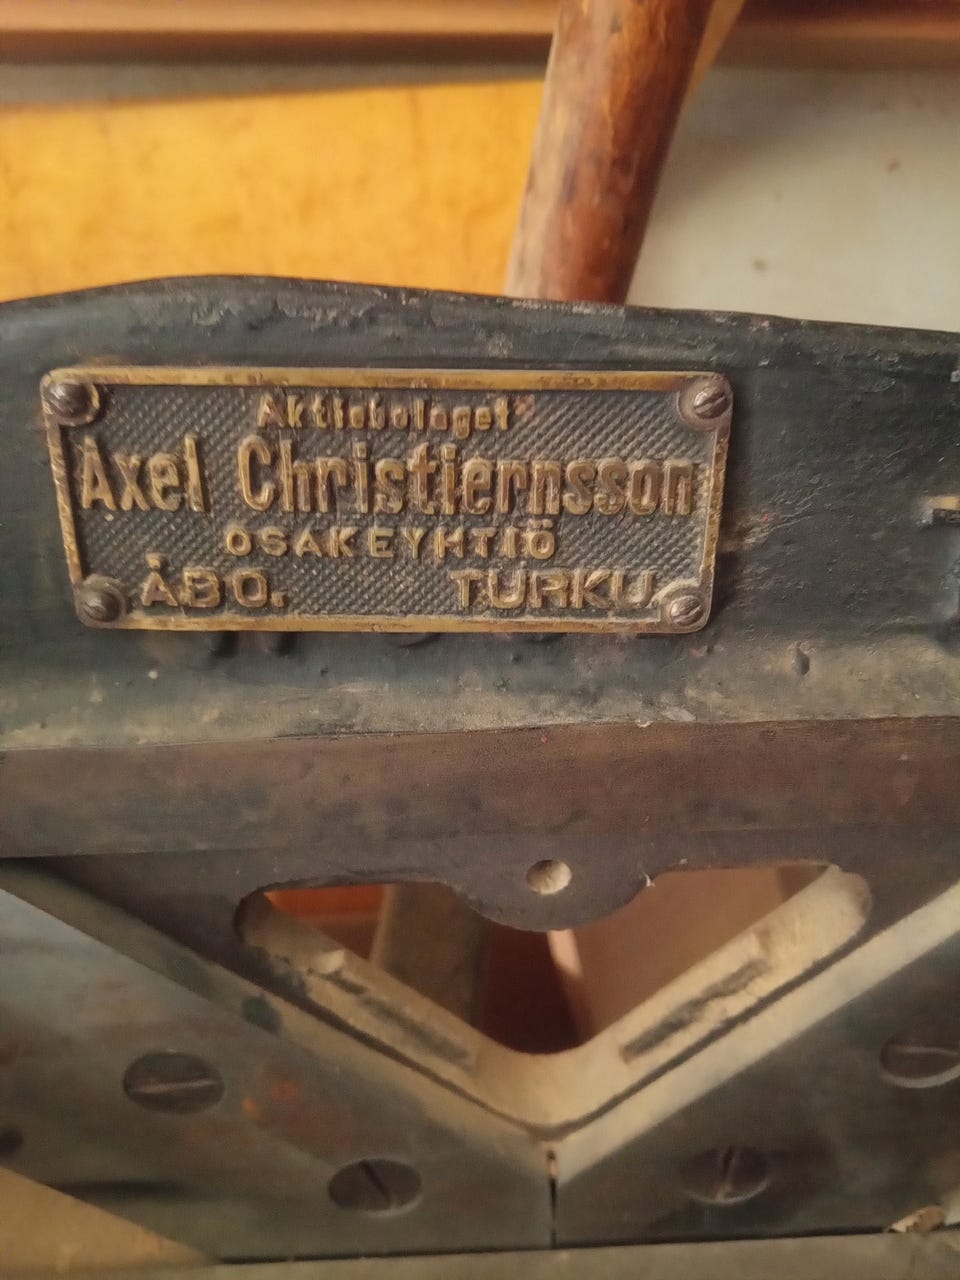 Aktiebolaget
Axel Christiernsson
OSAKEYHTIÖ
ÅBO. TURKU.